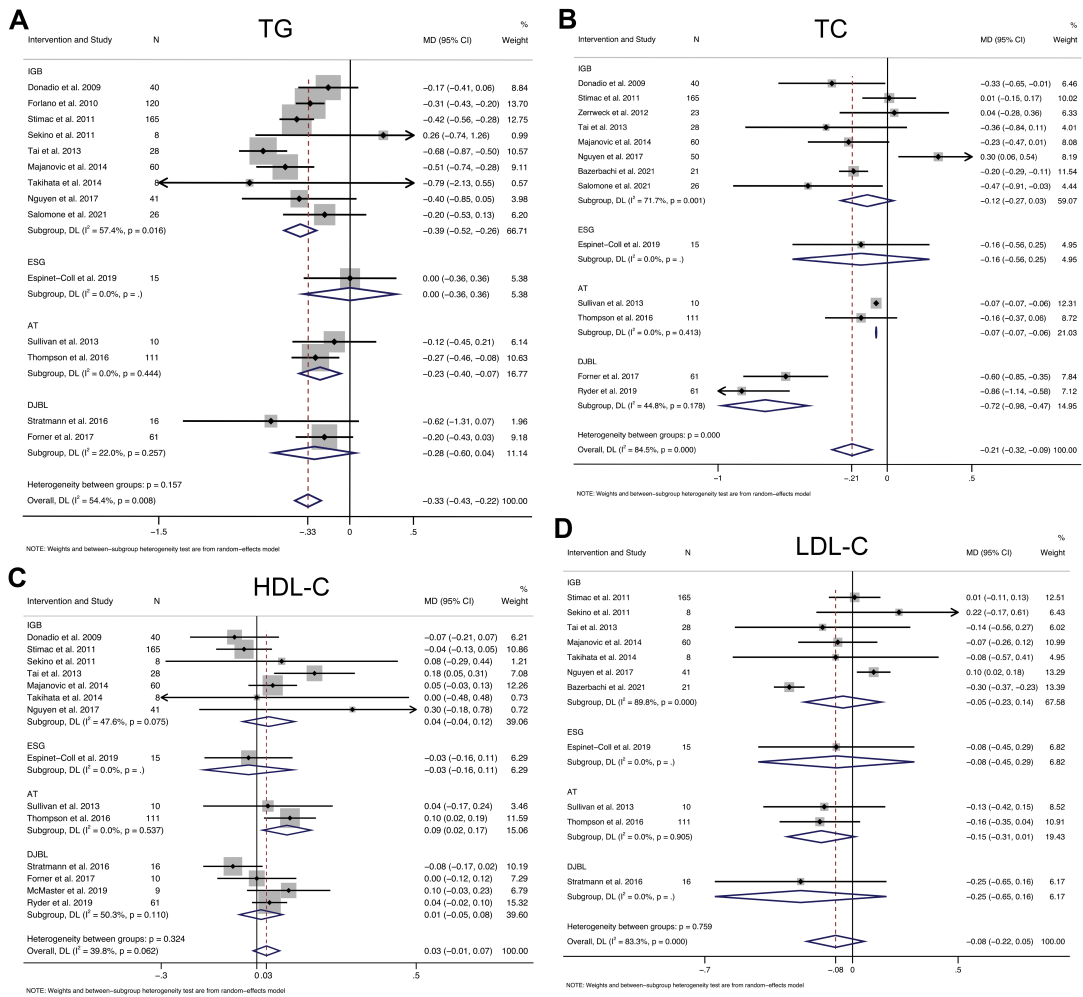 A
TG
%
Intervention and Study N MD (95% CI) Weight
IGB
Donadio et al. 2009 40 −0.17 (−0.41, 0.06) 8.84
Forlano et al. 2010 120 −0.31 (−0.43, −0.20) 13.70
Stimac et al. 2011 165 −0.42 (−0.56, −0.28) 12.75
Sekino et al. 2011 8 0.26 (−0.74, 1.26) 0.99
Tai et al. 2013 28 −0.68 (−0.87, −0.50) 10.57
Majanovic et al. 2014 60 −0.51 (−0.74, −0.28) 9.11
Takihata et al. 2014 8 −0.79 (−2.13, 0.55) 0.57
Nguyen et al. 2017 41 −0.40 (−0.85, 0.05) 3.98
Salomone et al. 2021 26 −0.20 (−0.53, 0.13) 6.20
Subgroup, DL (I² = 57.4%, p = 0.016) −0.39 (−0.52, −0.26) 66.71
ESG
Espinet−Coll et al. 2019 15 0.00 (−0.36, 0.36) 5.38
Subgroup, DL (I² = 0.0%, p = .) 0.00 (−0.36, 0.36) 5.38
AT
Sullivan et al. 2013 10 −0.12 (−0.45, 0.21) 6.14
Thompson et al. 2016 111 −0.27 (−0.46, −0.08) 10.63
Subgroup, DL (I² = 0.0%, p = 0.444) −0.23 (−0.40, −0.07) 16.77
DJBL
Stratmann et al. 2016 16 −0.62 (−1.31, 0.07) 1.96
Forner et al. 2017 61 −0.20 (−0.43, 0.03) 9.18
Subgroup, DL (I² = 22.0%, p = 0.257) −0.28 (−0.60, 0.04) 11.14
Heterogeneity between groups: p = 0.157
Overall, DL (I² = 54.4%, p = 0.008) −0.33 (−0.43, −0.22) 100.00
−1.5 −.33 0 .5
NOTE: Weights and between−subgroup heterogeneity test are from random−effects model
B
TC
%
Intervention and Study N MD (95% CI) Weight
IGB
Donadio et al. 2009 40 −0.33 (−0.65, −0.01) 6.46
Stimac et al. 2011 165 0.01 (−0.15, 0.17) 10.02
Zerrweck et al. 2012 23 0.04 (−0.28, 0.36) 6.33
Tai et al. 2013 28 −0.36 (−0.84, 0.11) 4.01
Majanovic et al. 2014 60 −0.23 (−0.47, 0.01) 8.08
Nguyen et al. 2017 50 0.30 (0.06, 0.54) 8.19
Bazerbachi et al. 2021 21 −0.20 (−0.29, −0.11) 11.54
Salomone et al. 2021 26 −0.47 (−0.91, −0.03) 4.44
Subgroup, DL (I² = 71.7%, p = 0.001) −0.12 (−0.27, 0.03) 59.07
ESG
Espinet−Coll et al. 2019 15 −0.16 (−0.56, 0.25) 4.95
Subgroup, DL (I² = 0.0%, p = .) −0.16 (−0.56, 0.25) 4.95
AT
Sullivan et al. 2013 10 −0.07 (−0.07, −0.06) 12.31
Thompson et al. 2016 111 −0.16 (−0.37, 0.06) 8.72
Subgroup, DL (I² = 0.0%, p = 0.413) −0.07 (−0.07, −0.06) 21.03
DJBL
Forner et al. 2017 61 −0.60 (−0.85, −0.35) 7.84
Ryder et al. 2019 61 −0.86 (−1.14, −0.58) 7.12
Subgroup, DL (I² = 44.8%, p = 0.178) −0.72 (−0.98, −0.47) 14.95
Heterogeneity between groups: p = 0.000
Overall, DL (I² = 84.5%, p = 0.000) −0.21 (−0.32, −0.09) 100.00
−1 −.21 0 .5
NOTE: Weights and between−subgroup heterogeneity test are from random−effects model
C
HDL-C
%
Intervention and Study N MD (95% CI) Weight
IGB
Donadio et al. 2009 40 −0.07 (−0.21, 0.07) 6.21
Stimac et al. 2011 165 −0.04 (−0.13, 0.05) 10.86
Sekino et al. 2011 8 0.08 (−0.29, 0.44) 1.21
Tai et al. 2013 28 0.18 (0.05, 0.31) 7.08
Majanovic et al. 2014 60 0.05 (−0.03, 0.13) 12.26
Takihata et al. 2014 8 0.00 (−0.48, 0.48) 0.73
Nguyen et al. 2017 41 0.30 (−0.18, 0.78) 0.72
Subgroup, DL (I² = 47.6%, p = 0.075) 0.04 (−0.04, 0.12) 39.06
ESG
Espinet−Coll et al. 2019 15 −0.03 (−0.16, 0.11) 6.29
Subgroup, DL (I² = 0.0%, p = .) −0.03 (−0.16, 0.11) 6.29
AT
Sullivan et al. 2013 10 0.04 (−0.17, 0.24) 3.46
Thompson et al. 2016 111 0.10 (0.02, 0.19) 11.59
Subgroup, DL (I² = 0.0%, p = 0.537) 0.09 (0.02, 0.17) 15.06
DJBL
Stratmann et al. 2016 16 −0.08 (−0.17, 0.02) 10.19
Forner et al. 2017 10 0.00 (−0.12, 0.12) 7.29
McMaster et al. 2019 9 0.10 (−0.03, 0.23) 6.79
Ryder et al. 2019 61 0.04 (−0.02, 0.10) 15.32
Subgroup, DL (I² = 50.3%, p = 0.110) 0.01 (−0.05, 0.08) 39.60
Heterogeneity between groups: p = 0.324
Overall, DL (I² = 39.8%, p = 0.062) 0.03 (−0.01, 0.07) 100.00
−.3 0 0.03 .5
NOTE: Weights and between−subgroup heterogeneity test are from random−effects model
D
LDL-C
%
Intervention and Study N MD (95% CI) Weight
IGB
Stimac et al. 2011 165 0.01 (−0.11, 0.13) 12.51
Sekino et al. 2011 8 0.22 (−0.17, 0.61) 6.43
Tai et al. 2013 28 −0.14 (−0.56, 0.27) 6.02
Majanovic et al. 2014 60 −0.07 (−0.26, 0.12) 10.99
Takihata et al. 2014 8 −0.08 (−0.57, 0.41) 4.95
Nguyen et al. 2017 41 0.10 (0.02, 0.18) 13.29
Bazerbachi et al. 2021 21 −0.30 (−0.37, −0.23) 13.39
Subgroup, DL (I² = 89.8%, p = 0.000) −0.05 (−0.23, 0.14) 67.58
ESG
Espinet−Coll et al. 2019 15 −0.08 (−0.45, 0.29) 6.82
Subgroup, DL (I² = 0.0%, p = .) −0.08 (−0.45, 0.29) 6.82
AT
Sullivan et al. 2013 10 −0.13 (−0.42, 0.15) 8.52
Thompson et al. 2016 111 −0.16 (−0.35, 0.04) 10.91
Subgroup, DL (I² = 0.0%, p = 0.905) −0.15 (−0.31, 0.01) 19.43
DJBL
Stratmann et al. 2016 16 −0.25 (−0.65, 0.16) 6.17
Subgroup, DL (I² = 0.0%, p = .) −0.25 (−0.65, 0.16) 6.17
Heterogeneity between groups: p = 0.759
Overall, DL (I² = 83.3%, p = 0.000) −0.08 (−0.22, 0.05) 100.00
−.7 −.08 0 .5
NOTE: Weights and between−subgroup heterogeneity test are from random−effects model